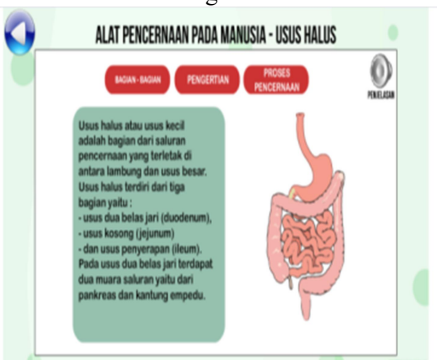 ALAT PENCERNAAN PADA MANUSIA - USUS HALUS
BAGIAN - BAGIAN
PENGERTIAN
PROSES
PENCERNAAN
PENJELASAN
Usus halus atau usus kecil
adalah bagian dari saluran
pencernaan yang terletak di
antara lambung dan usus besar.
Usus halus terdiri dari tiga
bagian yaitu :
- usus dua belas jari (duodenum),
- usus kosong (jejunum)
- dan usus penyerapan (ileum).
Pada usus dua belas jari terdapat
dua muara saluran yaitu dari
pankreas dan kantung empedu.